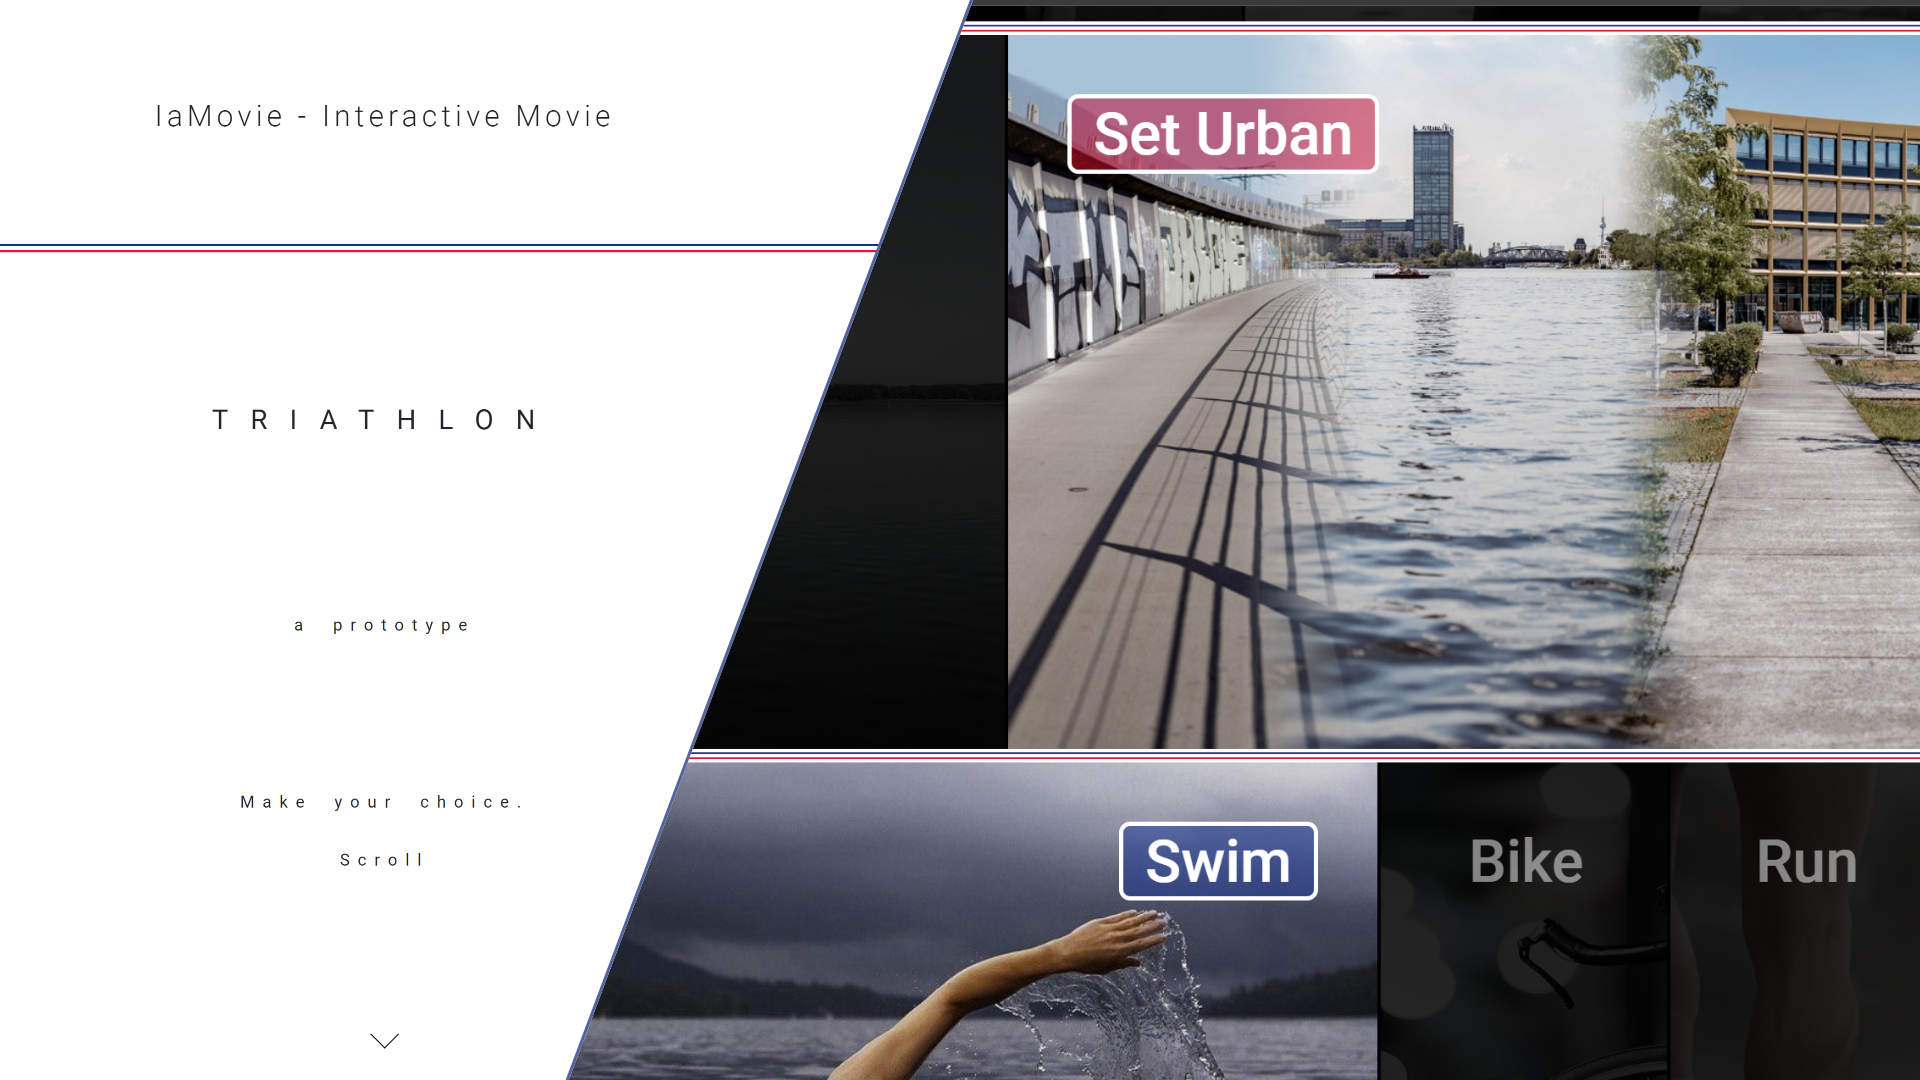 IaMovie - Interactive Movie
TRIATHLON
a prototype
Make your choice.
Scroll
Set Urban
Swim
Bike
Run